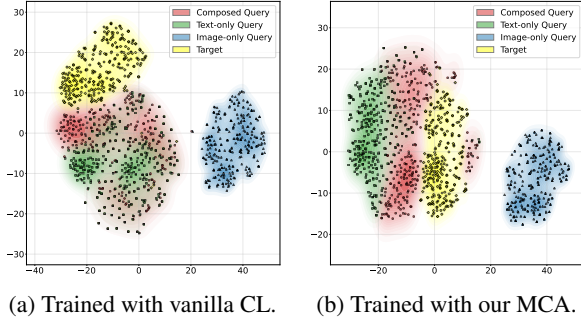 Composed Query
Text-only Query
Image-only Query
Target
30
20
10
0
−10
−20
−30
−40
−20
0
20
40
Composed Query
Text-only Query
Image-only Query
Target
30
20
10
0
−10
−20
−20
0
20
40
(a) Trained with vanilla CL.
(b) Trained with our MCA.